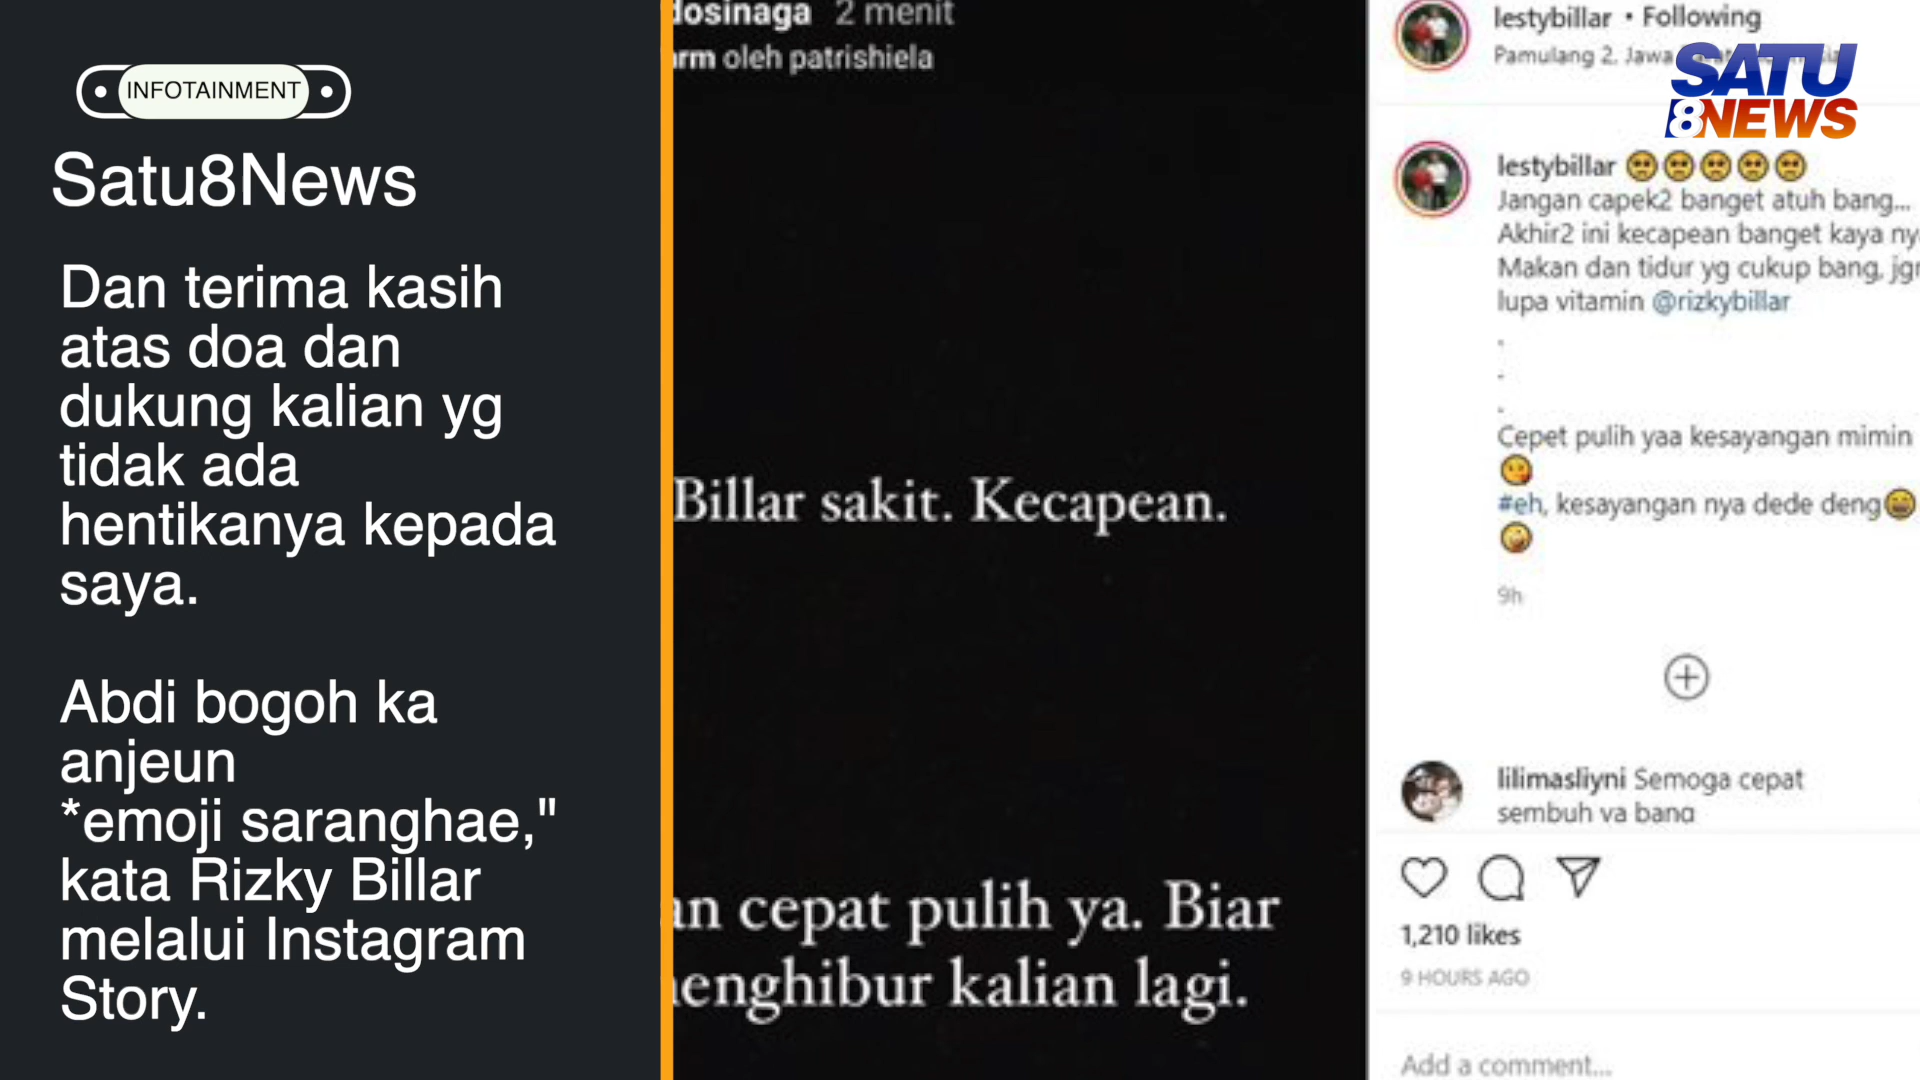 INFOTAINMENT
Satu8News
Dan terima kasih
atas doa dan
dukung kalian yg
tidak ada
hentikanya kepada
saya.
Abdi bogoh ka
anjeun
*emoji saranghae,"
kata Rizky Billar
melalui Instagram
Story.
dosinaga 2 menit
arm oleh patrishiela
Billar sakit. Kecapean.
an cepat pulih ya. Biar
menghibur kalian lagi.
lestybillar • Following
Pamulang 2, Jawa
SATU
8NEWS
lestybillar 🥺🥺🥺🥺🥺
Jangan capek2 banget atuh bang...
Akhir2 ini kecapean banget kaya ny
Makan dan tidur yg cukup bang, jgn
lupa vitamin @rizkybillar
.
.
.
Cepet pulih yaa kesayangan mimin
😘
#eh, kesayangan nya dede deng😄
😜
9h
lilimasliyni Semoga cepat
sembuh ya bang
1,210 likes
9 HOURS AGO
Add a comment...